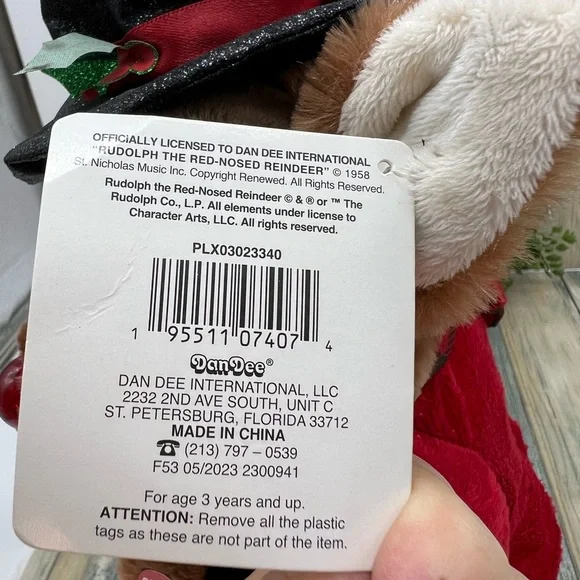 OFFICIALLY LICENSED TO DAN DEE INTERNATIONAL
"RUDOLPH THE RED-NOSED REINDEER" © 1958
St. Nicholas Music Inc. Copyright Renewed. All Rights Reserved.
Rudolph the Red-Nosed Reindeer © & ® or ™ The
Rudolph Co., L.P. All elements under license to
Character Arts, LLC. All rights reserved.
PLX03023340
1 95511 07407 4
DanDee®
DAN DEE INTERNATIONAL, LLC
2232 2ND AVE SOUTH, UNIT C
ST. PETERSBURG, FLORIDA 33712
MADE IN CHINA
☎ (213) 797 – 0539
F53 05/2023 2300941
For age 3 years and up.
ATTENTION: Remove all the plastic
tags as these are not part of the item.